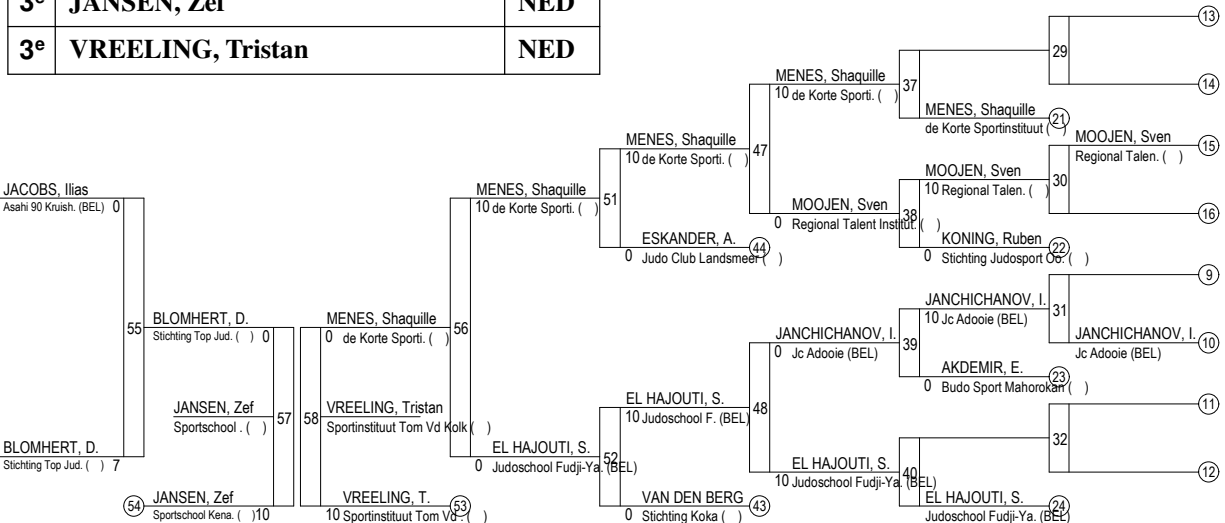 3e JANSEN, Zef NED
3e VREELING, Tristan NED
13
29
14
MENES, Shaquille
10 de Korte Sporti. ( )
37
MENES, Shaquille
de Korte Sportinstituut ( )
21
MENES, Shaquille
10 de Korte Sporti. ( )
47
MOOJEN, Sven
Regional Talen. ( )
15
30
16
MOOJEN, Sven
10 Regional Talen. ( )
38
MOOJEN, Sven
0 Regional Talent Institut. ( )
KONING, Ruben
0 Stichting Judosport Oo. ( )
22
JACOBS, Ilias
Asahi 90 Kruish. (BEL) 0
MENES, Shaquille
10 de Korte Sporti. ( )
51
ESKANDER, A.
0 Judo Club Landsmeer ( )
44
9
31
JANCHICHANOV, I.
10 Jc Adooie (BEL)
JANCHICHANOV, I.
Jc Adooie (BEL)
10
55
BLOMHERT, D.
Stichting Top Jud. ( ) 0
MENES, Shaquille
0 de Korte Sporti. ( )
56
JANCHICHANOV, I.
0 Jc Adooie (BEL)
39
AKDEMIR, E.
0 Budo Sport Mahorokan ( )
23
JANSEN, Zef
Sportschool . ( )
57
58
VREELING, Tristan
Sportinstituut Tom Vd Kolk ( )
EL HAJOUTI, S.
10 Judoschool F. (BEL)
48
11
32
12
BLOMHERT, D.
Stichting Top Jud. ( ) 7
EL HAJOUTI, S.
0 Judoschool Fudji-Ya. (BEL)
52
EL HAJOUTI, S.
10 Judoschool Fudji-Ya. (BEL)
40
54
JANSEN, Zef
Sportschool Kena. ( ) 10
VREELING, T.
10 Sportinstituut Tom Vd . ( )
53
VAN DEN BERG
0 Stichting Koka ( )
43
EL HAJOUTI, S.
Judoschool Fudji-Ya. (BEL)
24